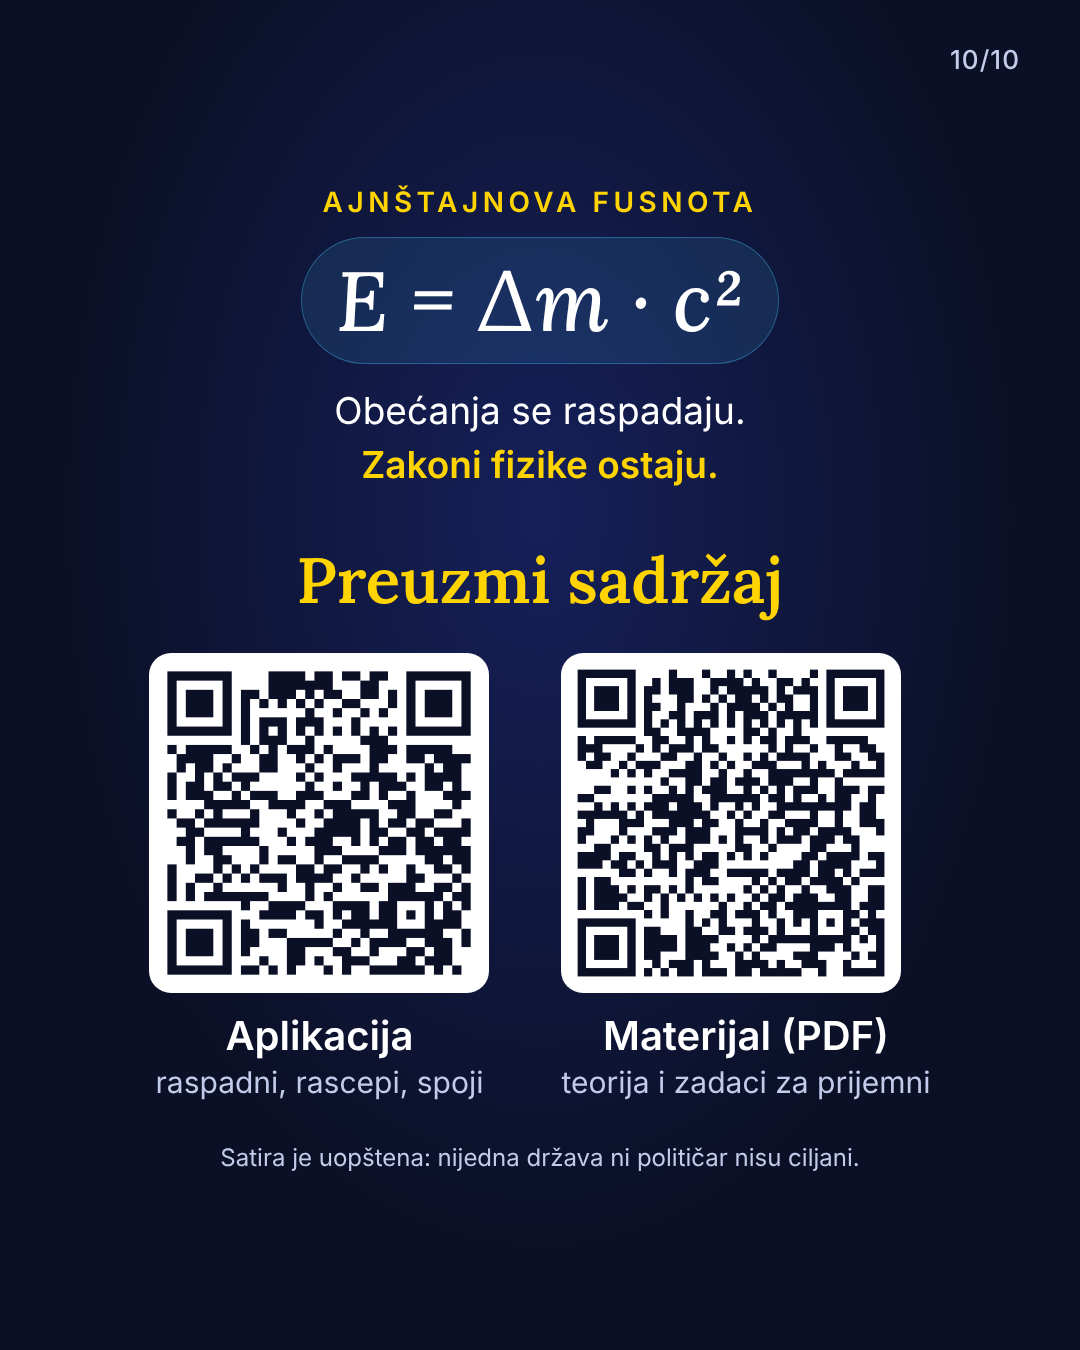 10/10
AJNŠTAJNOVA FUSNOTA
E = Δm · c²
Obećanja se raspadaju.
Zakoni fizike ostaju.
Preuzmi sadržaj
Aplikacija
raspadni, rascepi, spoji
Materijal (PDF)
teorija i zadaci za prijemni
Satira je uopštena: nijedna država ni političar nisu ciljani.